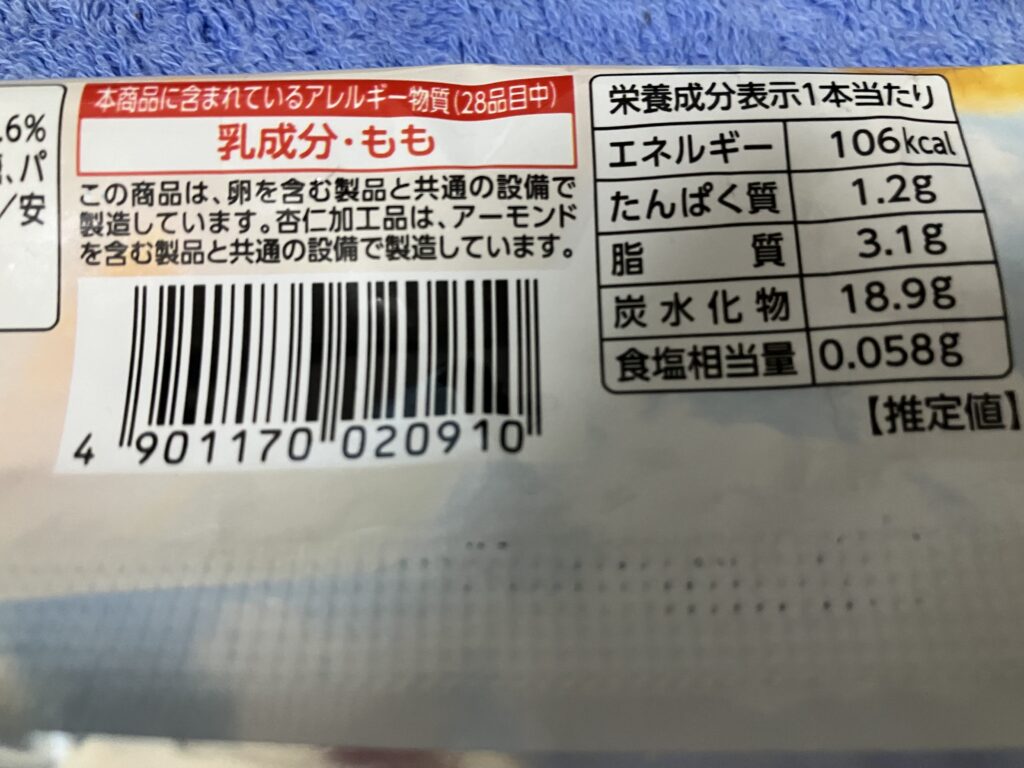 .6%
、パ
／安
本商品に含まれているアレルギー物質(28品目中)
乳成分・もも
この商品は、卵を含む製品と共通の設備で
製造しています。杏仁加工品は、アーモンド
を含む製品と共通の設備で製造しています。
4 901170 020910
栄養成分表示1本当たり
エネルギー 106kcal
たんぱく質 1.2g
脂質 3.1g
炭水化物 18.9g
食塩相当量 0.058g
【推定値】